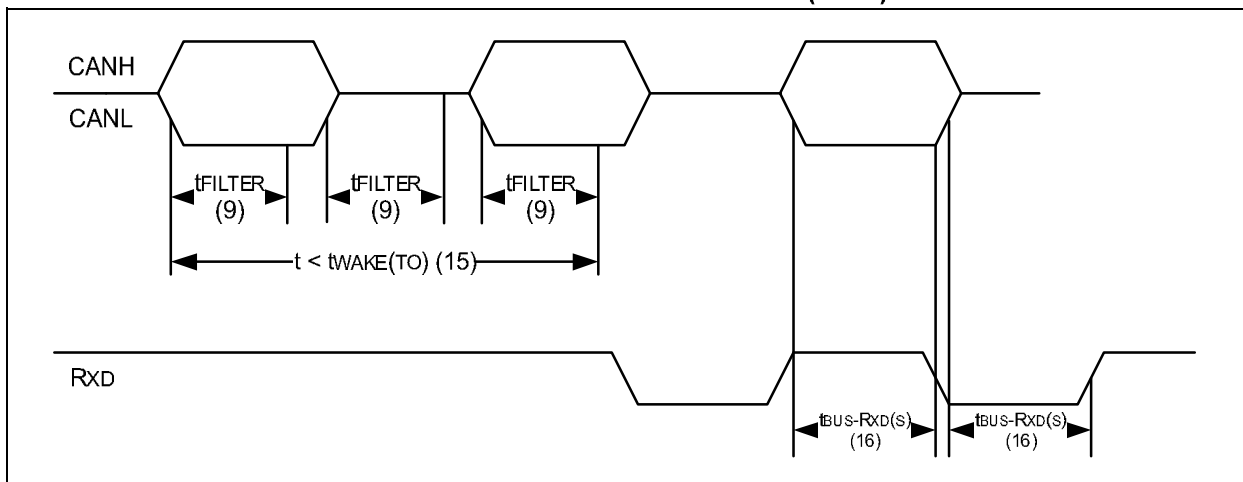 CANH
CANL
tFILTER
(9)
tFILTER
(9)
tFILTER
(9)
t < tWAKE(TO) (15)
RXD
tBUS-RXD(S)
(16)
tBUS-RXD(S)
(16)